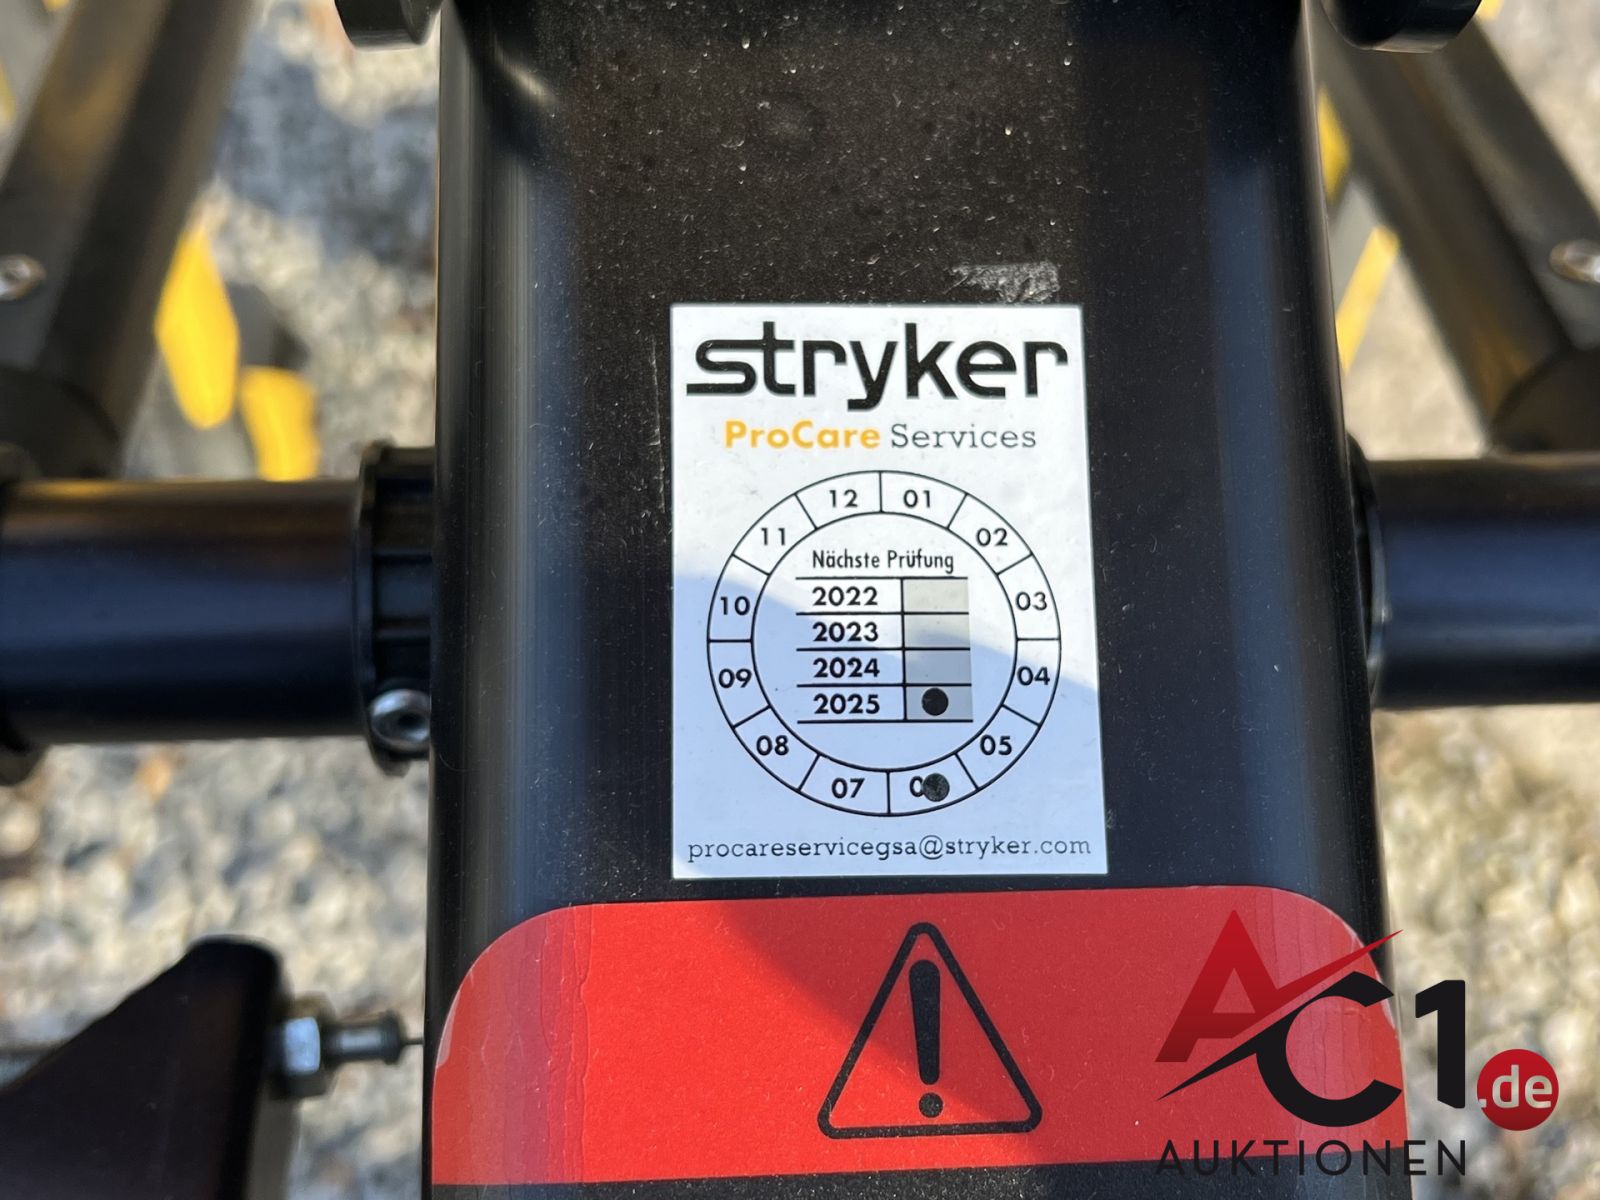 stryker
ProCare Services
12 01
11 02
Nächste Prüfung
10 2022 03
2023
2024
09 2025 04
08 05
07
procareservicegsa@stryker.com
AC1.de
AUKTIONEN